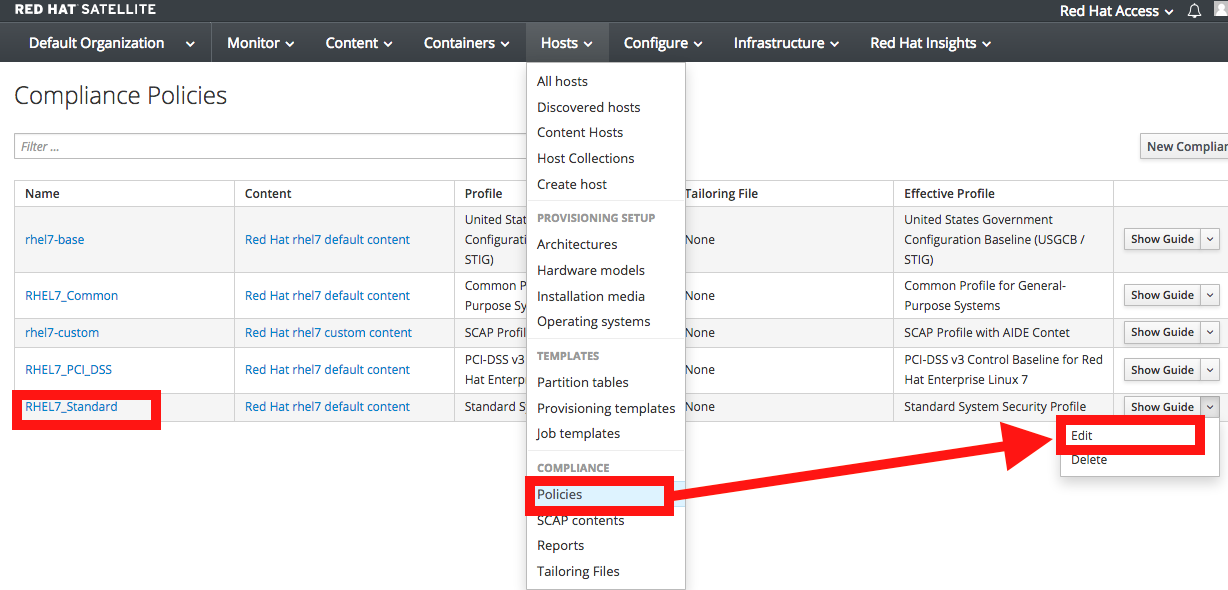 RED HAT SATELLITE
Red Hat Access
Default Organization
Monitor
Content
Containers
Hosts
Configure
Infrastructure
Red Hat Insights
Compliance Policies
Filter ...
New Complian
All hosts
Discovered hosts
Content Hosts
Host Collections
Create host
PROVISIONING SETUP
Architectures
Hardware models
Installation media
Operating systems
TEMPLATES
Partition tables
Provisioning templates
Job templates
COMPLIANCE
Policies
SCAP contents
Reports
Tailoring Files
Name
Content
Profile
Tailoring File
Effective Profile
rhel7-base
Red Hat rhel7 default content
United Stat
Configurati
STIG)
None
United States Government
Configuration Baseline (USGCB /
STIG)
Show Guide
RHEL7_Common
Red Hat rhel7 default content
Common P
Purpose Sy
None
Common Profile for General-
Purpose Systems
Show Guide
rhel7-custom
Red Hat rhel7 custom content
SCAP Profil
None
SCAP Profile with AIDE Contet
Show Guide
RHEL7_PCI_DSS
Red Hat rhel7 default content
PCI-DSS v3
Hat Enterp
None
PCI-DSS v3 Control Baseline for Red
Hat Enterprise Linux 7
Show Guide
RHEL7_Standard
Red Hat rhel7 default content
Standard S
None
Standard System Security Profile
Show Guide
Edit
Delete